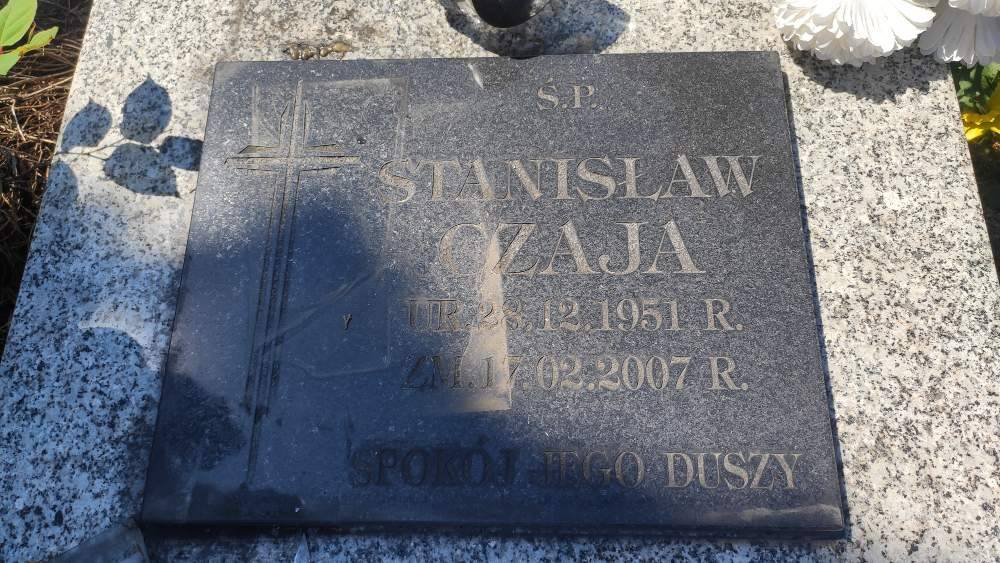 Ś.P.
STANISŁAW
CZAJA
UR.28.12.1951 R.
ZM.17.02.2007 R.
SPOKÓJ JEGO DUSZY